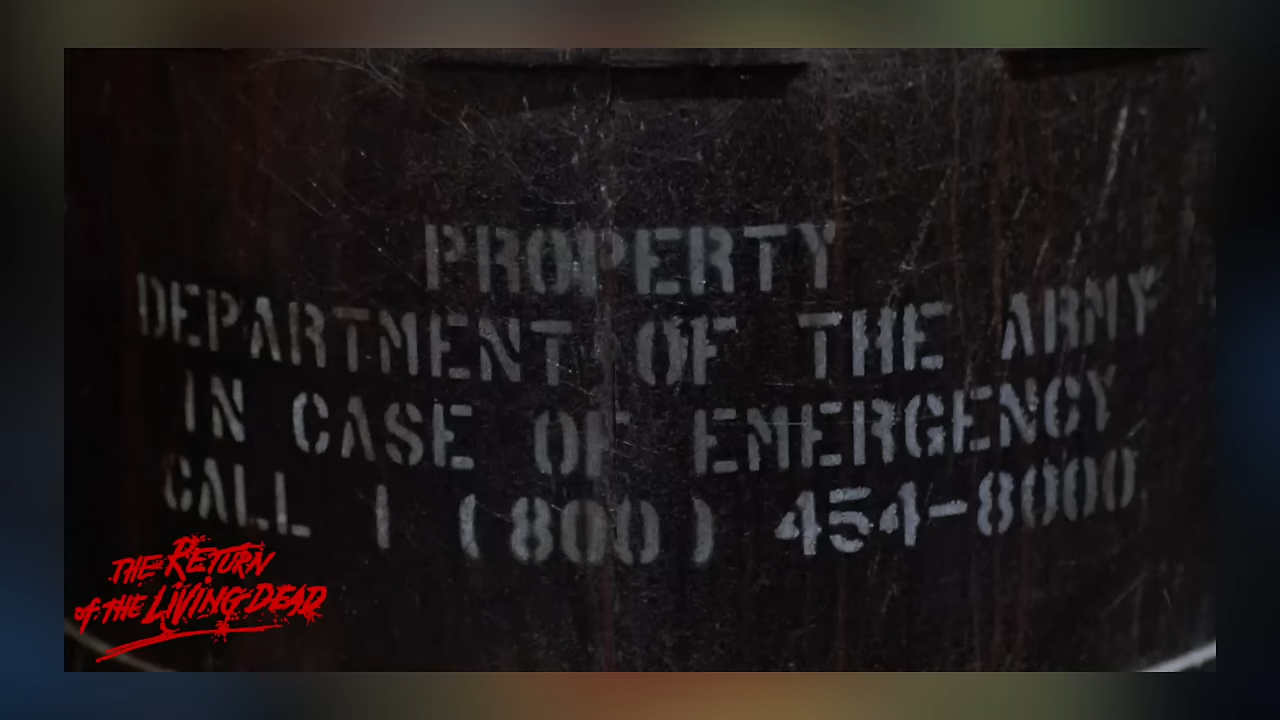 PROPERTY
DEPARTMENT OF THE ARMY
IN CASE OF EMERGENCY
CALL 1 (800) 454-8000
THE RETURN
of THE LIVING DEAD